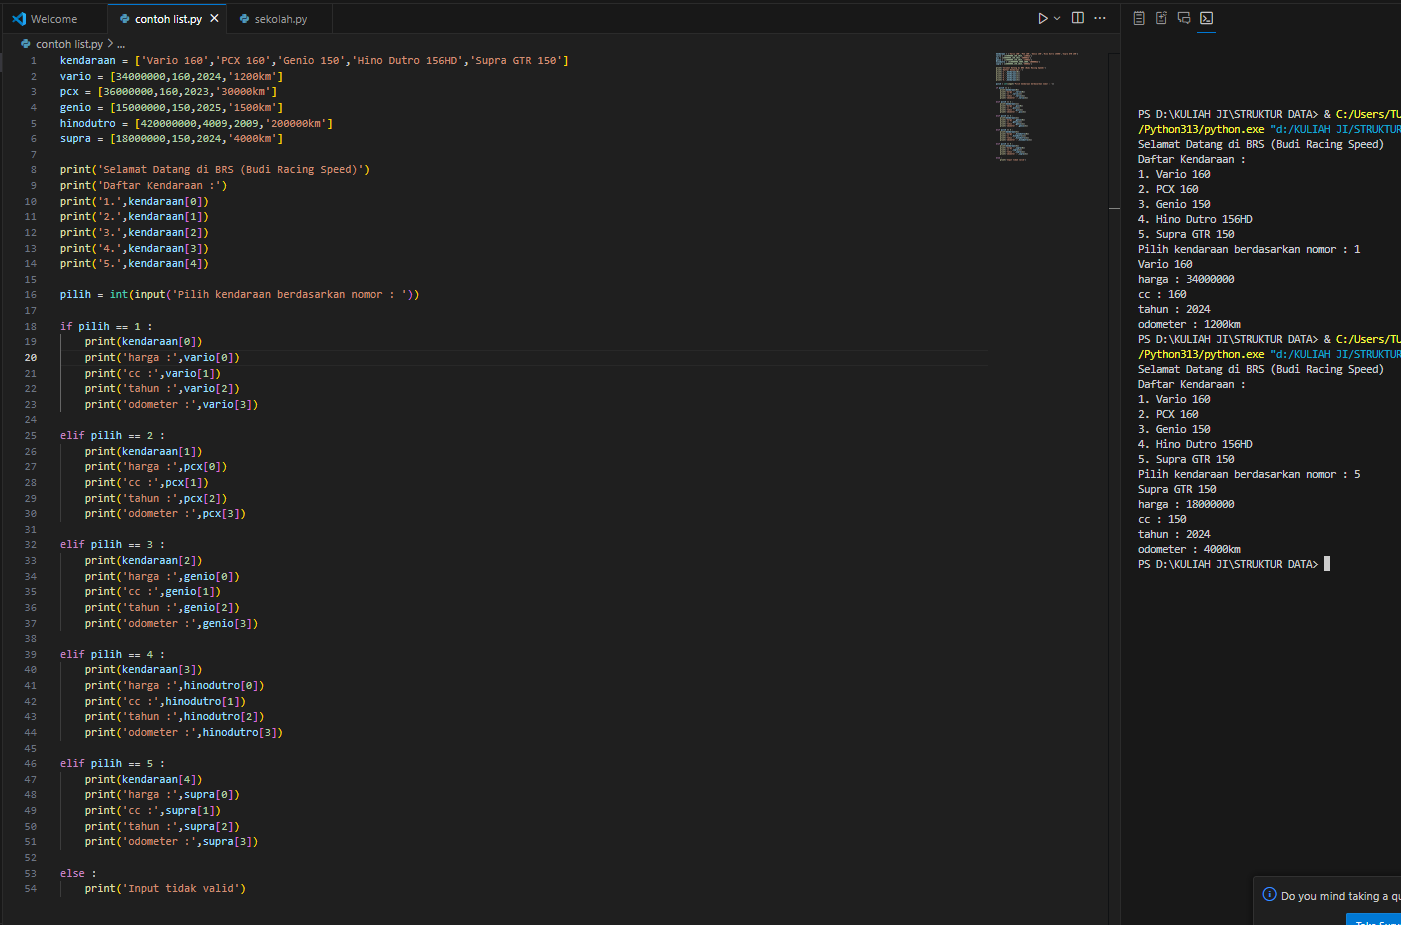 Welcome
contoh list.py
sekolah.py
contoh list.py > ...
1 kendaraan = ['Vario 160','PCX 160','Genio 150','Hino Dutro 156HD','Supra GTR 150']
2 vario = [34000000,160,2024,'1200km']
3 pcx = [36000000,160,2023,'30000km']
4 genio = [15000000,150,2025,'1500km']
5 hinodutro = [420000000,4009,2009,'200000km']
6 supra = [18000000,150,2024,'4000km']
7
8 print('Selamat Datang di BRS (Budi Racing Speed)')
9 print('Daftar Kendaraan :')
10 print('1.',kendaraan[0])
11 print('2.',kendaraan[1])
12 print('3.',kendaraan[2])
13 print('4.',kendaraan[3])
14 print('5.',kendaraan[4])
15
16 pilih = int(input('Pilih kendaraan berdasarkan nomor : '))
17
18 if pilih == 1 :
19 print(kendaraan[0])
20 print('harga :',vario[0])
21 print('cc :',vario[1])
22 print('tahun :',vario[2])
23 print('odometer :',vario[3])
24
25 elif pilih == 2 :
26 print(kendaraan[1])
27 print('harga :',pcx[0])
28 print('cc :',pcx[1])
29 print('tahun :',pcx[2])
30 print('odometer :',pcx[3])
31
32 elif pilih == 3 :
33 print(kendaraan[2])
34 print('harga :',genio[0])
35 print('cc :',genio[1])
36 print('tahun :',genio[2])
37 print('odometer :',genio[3])
38
39 elif pilih == 4 :
40 print(kendaraan[3])
41 print('harga :',hinodutro[0])
42 print('cc :',hinodutro[1])
43 print('tahun :',hinodutro[2])
44 print('odometer :',hinodutro[3])
45
46 elif pilih == 5 :
47 print(kendaraan[4])
48 print('harga :',supra[0])
49 print('cc :',supra[1])
50 print('tahun :',supra[2])
51 print('odometer :',supra[3])
52
53 else :
54 print('Input tidak valid')
PS D:\KULIAH JI\STRUKTUR DATA> & C:/Users/TU
/Python313/python.exe "d:/KULIAH JI/STRUKTUR
Selamat Datang di BRS (Budi Racing Speed)
Daftar Kendaraan :
1. Vario 160
2. PCX 160
3. Genio 150
4. Hino Dutro 156HD
5. Supra GTR 150
Pilih kendaraan berdasarkan nomor : 1
Vario 160
harga : 34000000
cc : 160
tahun : 2024
odometer : 1200km
PS D:\KULIAH JI\STRUKTUR DATA> & C:/Users/TU
/Python313/python.exe "d:/KULIAH JI/STRUKTUR
Selamat Datang di BRS (Budi Racing Speed)
Daftar Kendaraan :
1. Vario 160
2. PCX 160
3. Genio 150
4. Hino Dutro 156HD
5. Supra GTR 150
Pilih kendaraan berdasarkan nomor : 5
Supra GTR 150
harga : 18000000
cc : 150
tahun : 2024
odometer : 4000km
PS D:\KULIAH JI\STRUKTUR DATA>
Do you mind taking a